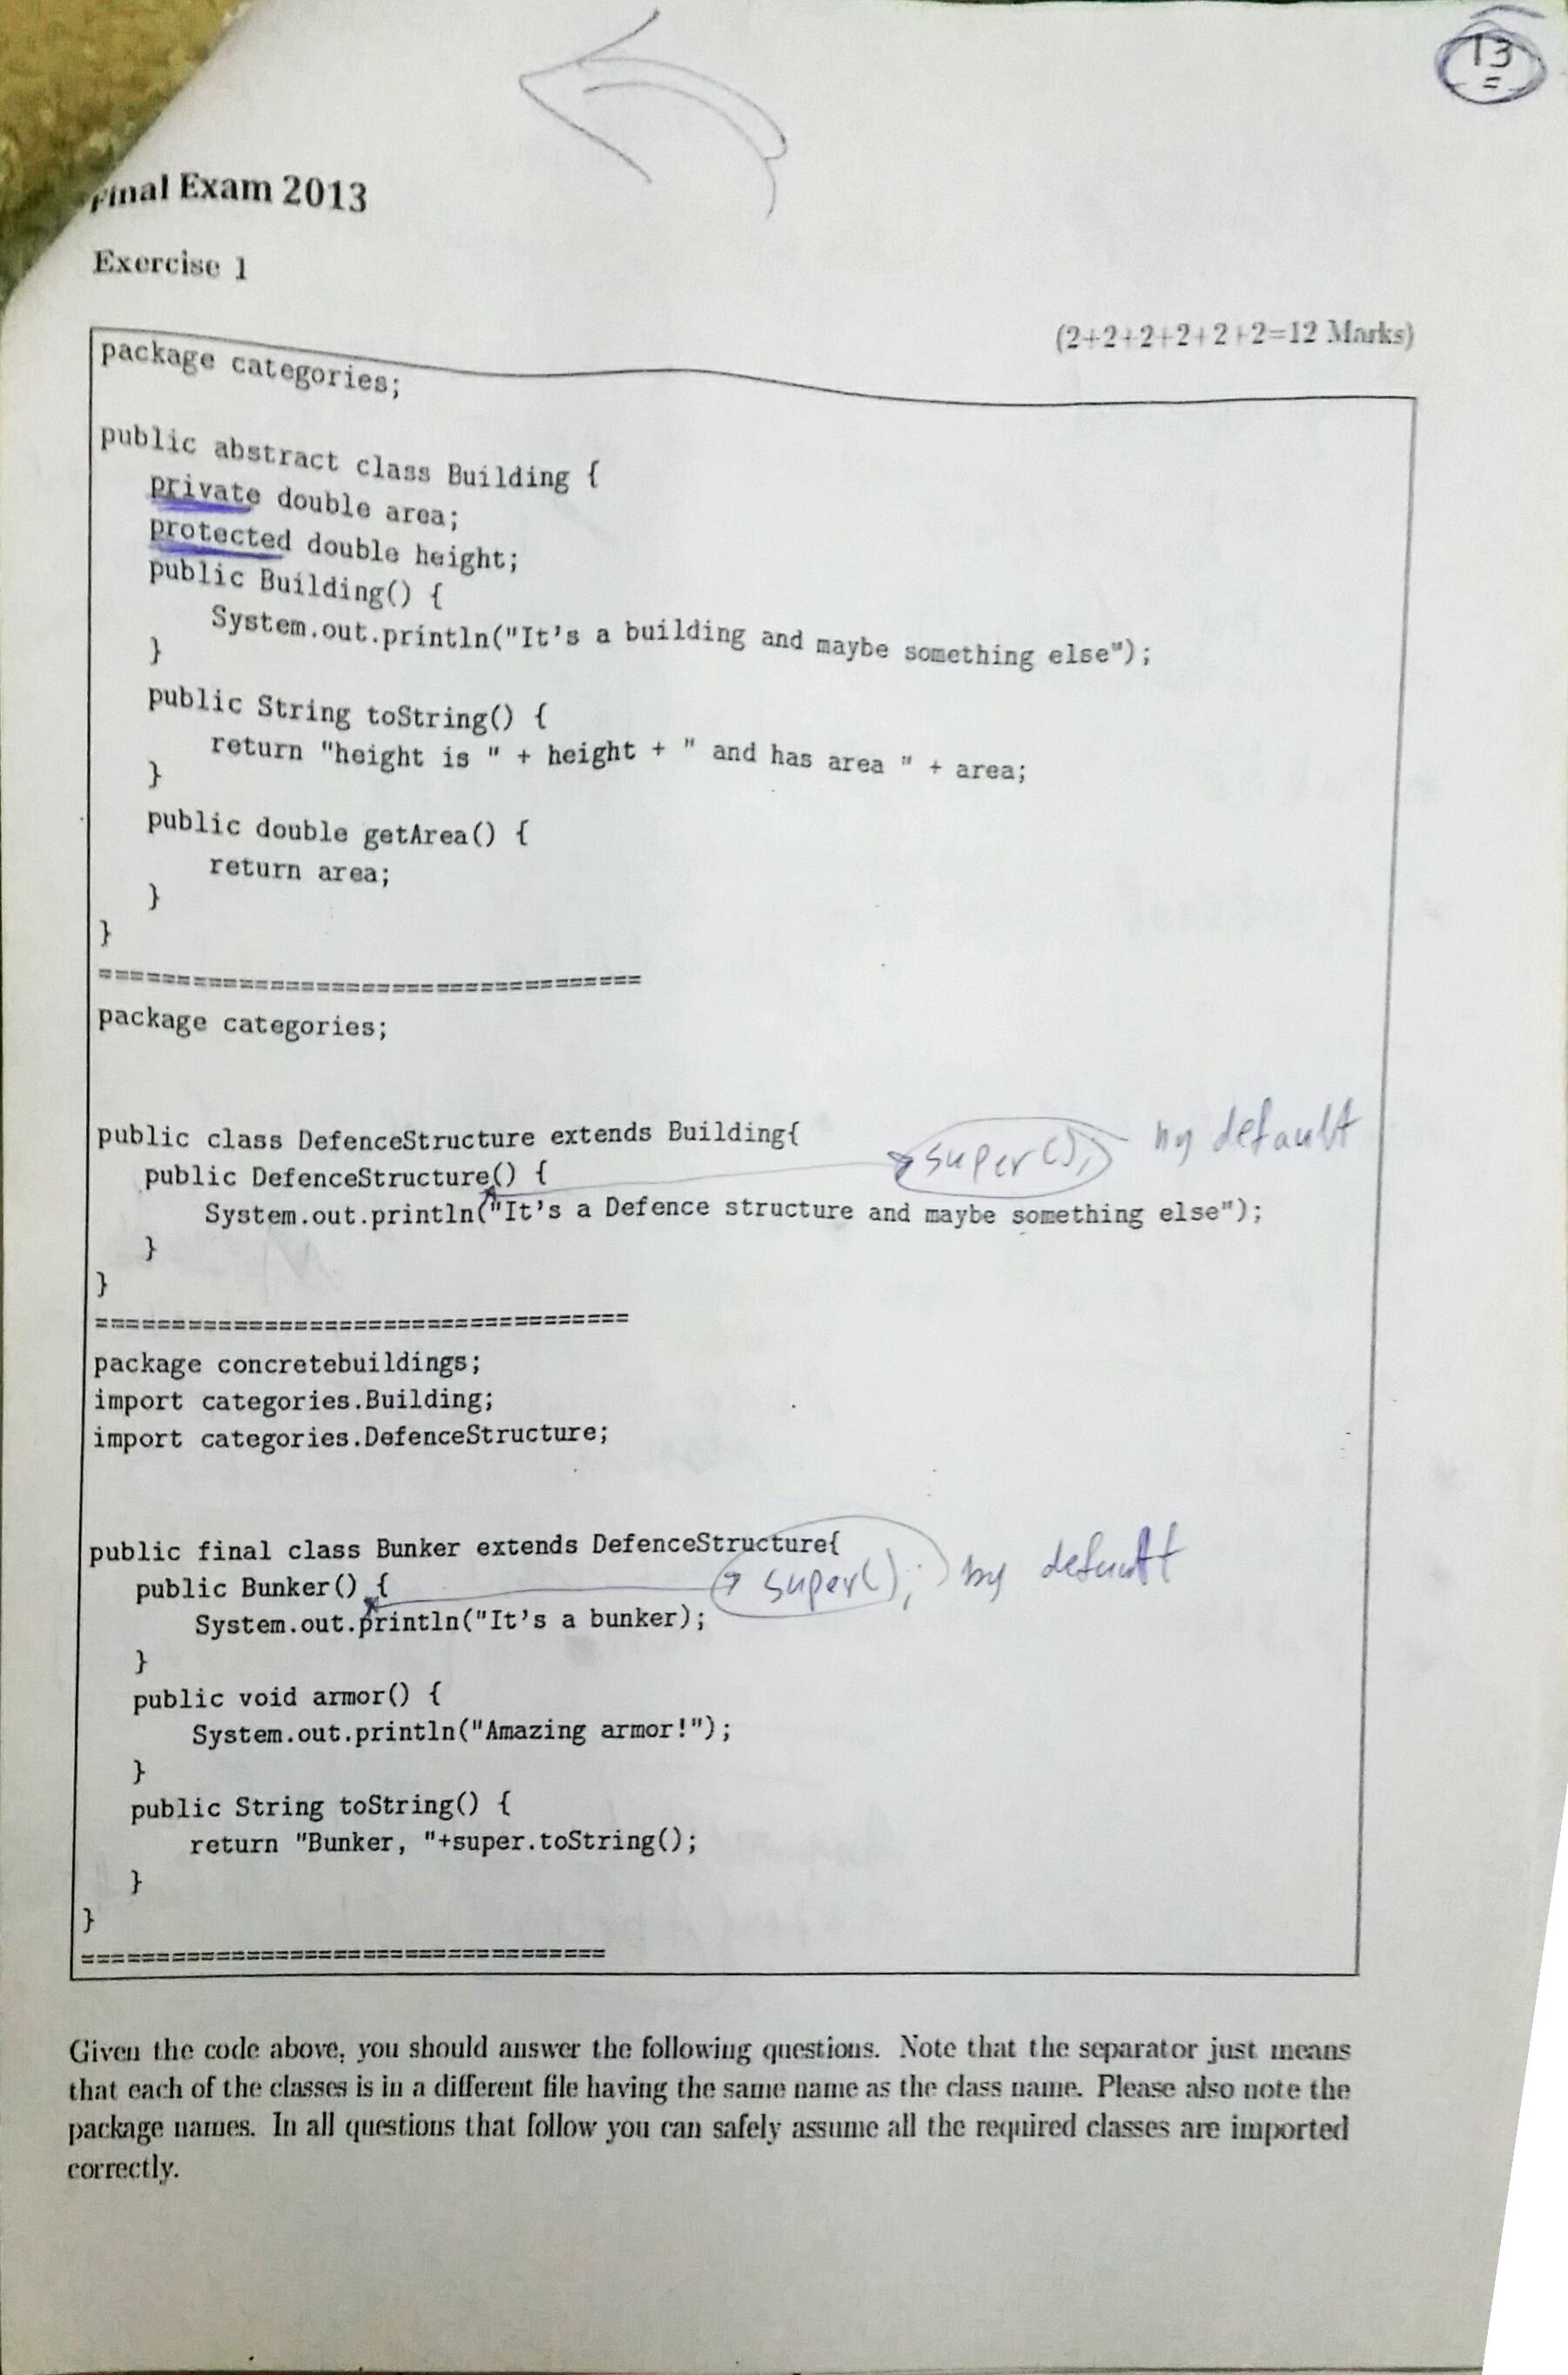 13
Final Exam 2013
Exercise 1
(2+2+2+2+2+2=12 Marks)
package categories;
public abstract class Building {
private double area;
protected double height;
public Building() {
System.out.println("It's a building and maybe something else");
}
public String toString() {
return "height is " + height + " and has area " + area;
}
public double getArea() {
return area;
}
}
====================================
package categories;
public class DefenceStructure extends Building{
public DefenceStructure() { super(); by default
System.out.println("It's a Defence structure and maybe something else");
}
}
====================================
package concretebuildings;
import categories.Building;
import categories.DefenceStructure;
public final class Bunker extends DefenceStructure{
public Bunker() { super(); by default
System.out.println("It's a bunker);
}
public void armor() {
System.out.println("Amazing armor!");
}
public String toString() {
return "Bunker, "+super.toString();
}
}
====================================
Given the code above, you should answer the following questions. Note that the separator just means
that each of the classes is in a different file having the same name as the class name. Please also note the
package names. In all questions that follow you can safely assume all the required classes are imported
correctly.